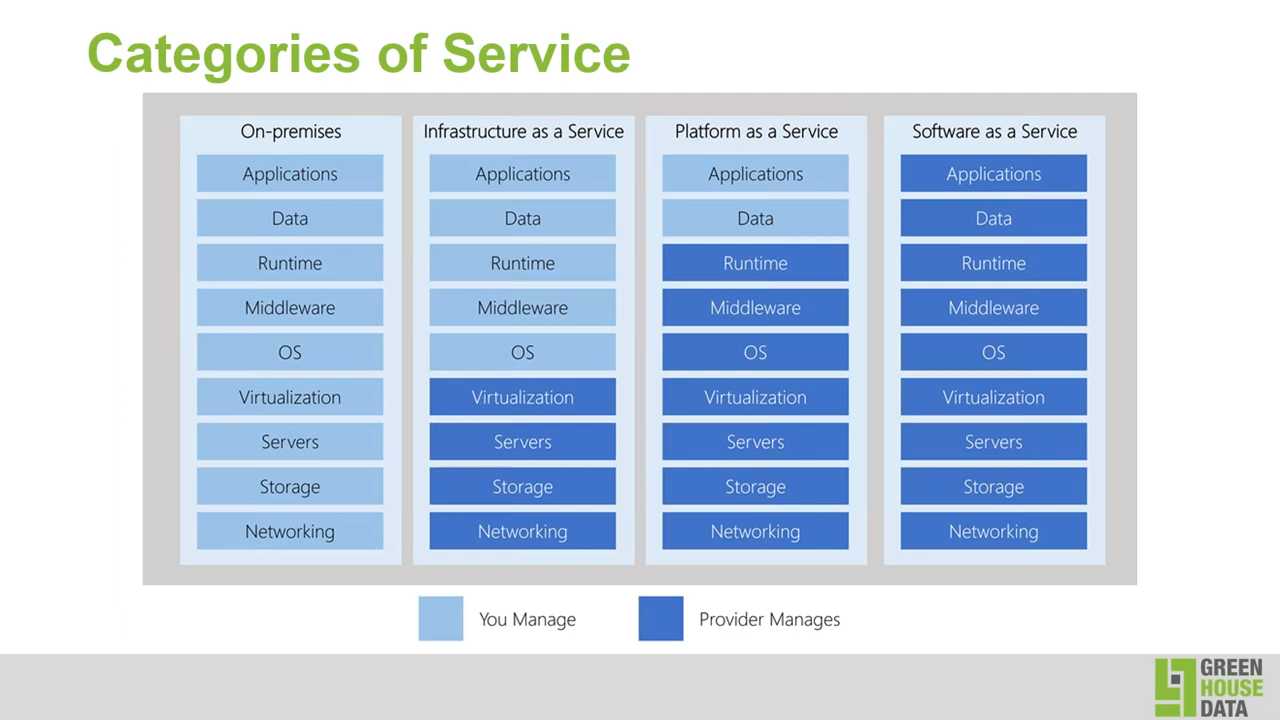 Categories of Service
On-premises
Applications
Data
Runtime
Middleware
OS
Virtualization
Servers
Storage
Networking
Infrastructure as a Service
Applications
Data
Runtime
Middleware
OS
Virtualization
Servers
Storage
Networking
Platform as a Service
Applications
Data
Runtime
Middleware
OS
Virtualization
Servers
Storage
Networking
Software as a Service
Applications
Data
Runtime
Middleware
OS
Virtualization
Servers
Storage
Networking
You Manage
Provider Manages
GREEN
HOUSE
DATA